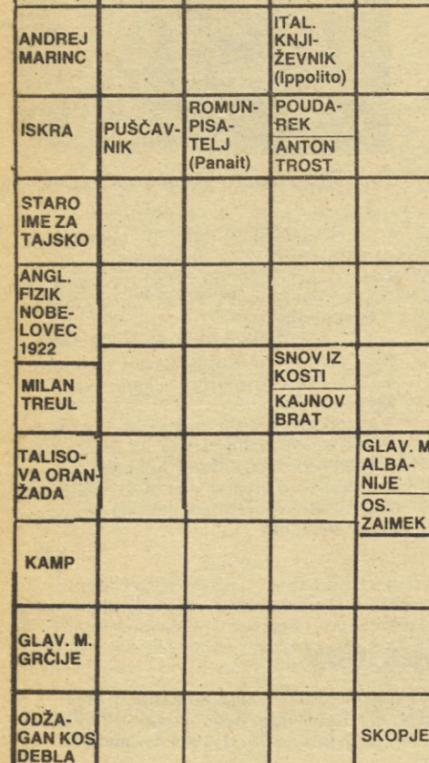 ANDREJ
MARINC
ITAL.
KNJI-
ŽEVNIK
(Ippolito)
ISKRA
PUŠČAV-
NIK
ROMUN-
PISA-
TELJ
(Panait)
POUDA-
REK
ANTON
TROST
STARO
IME ZA
TAJSKO
ANGL.
FIZIK
NOBE-
LOVEC
1922
MILAN
TREUL
SNOV IZ
KOSTI
KAJNOV
BRAT
TALISO-
VA ORAN-
ŽADA
GLAV. M
ALBA-
NIJE
OS.
ZAIMEK
KAMP
GLAV. M.
GRČIJE
ODŽA-
GAN KOS
DEBLA
SKOPJE